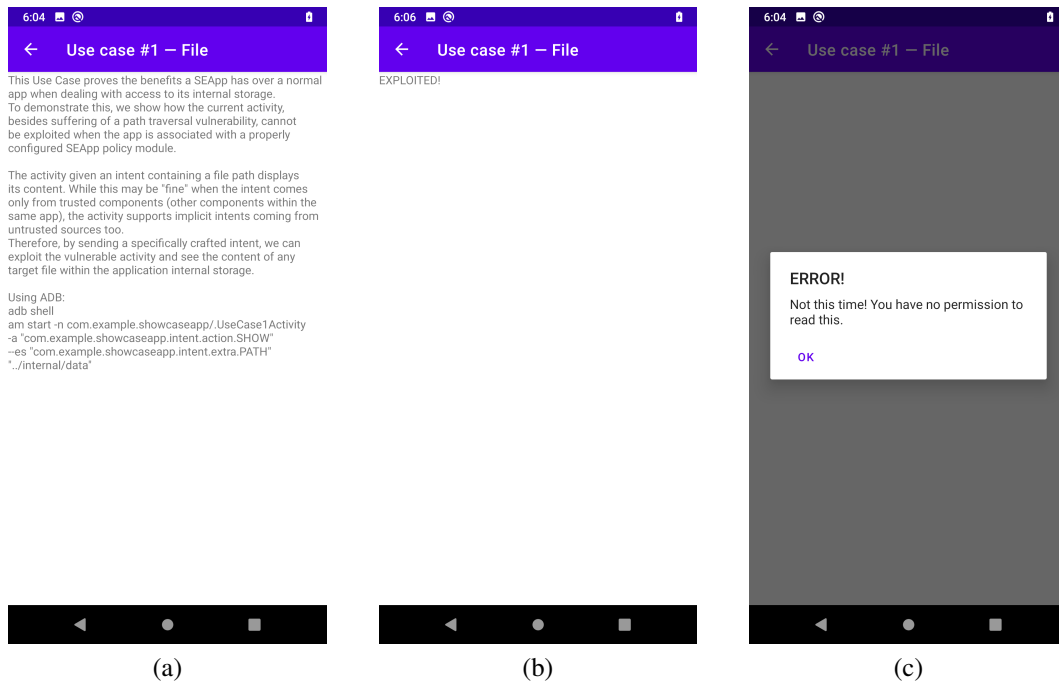 6:04
Use case #1 — File
This Use Case proves the benefits a SEApp has over a normal
app when dealing with access to its internal storage.
To demonstrate this, we show how the current activity,
besides suffering of a path traversal vulnerability, cannot
be exploited when the app is associated with a properly
configured SEApp policy module.
The activity given an intent containing a file path displays
its content. While this may be "fine" when the intent comes
only from trusted components (other components within the
same app), the activity supports implicit intents coming from
untrusted sources too.
Therefore, by sending a specifically crafted intent, we can
exploit the vulnerable activity and see the content of any
target file within the application internal storage.
Using ADB:
adb shell
am start -n com.example.showcaseapp/.UseCase1Activity
-a "com.example.showcaseapp.intent.action.SHOW"
--es "com.example.showcaseapp.intent.extra.PATH"
"../internal/data"
(a)
6:06
Use case #1 — File
EXPLOITED!
(b)
6:04
Use case #1 — File
ERROR!
Not this time! You have no permission to
read this.
OK
(c)